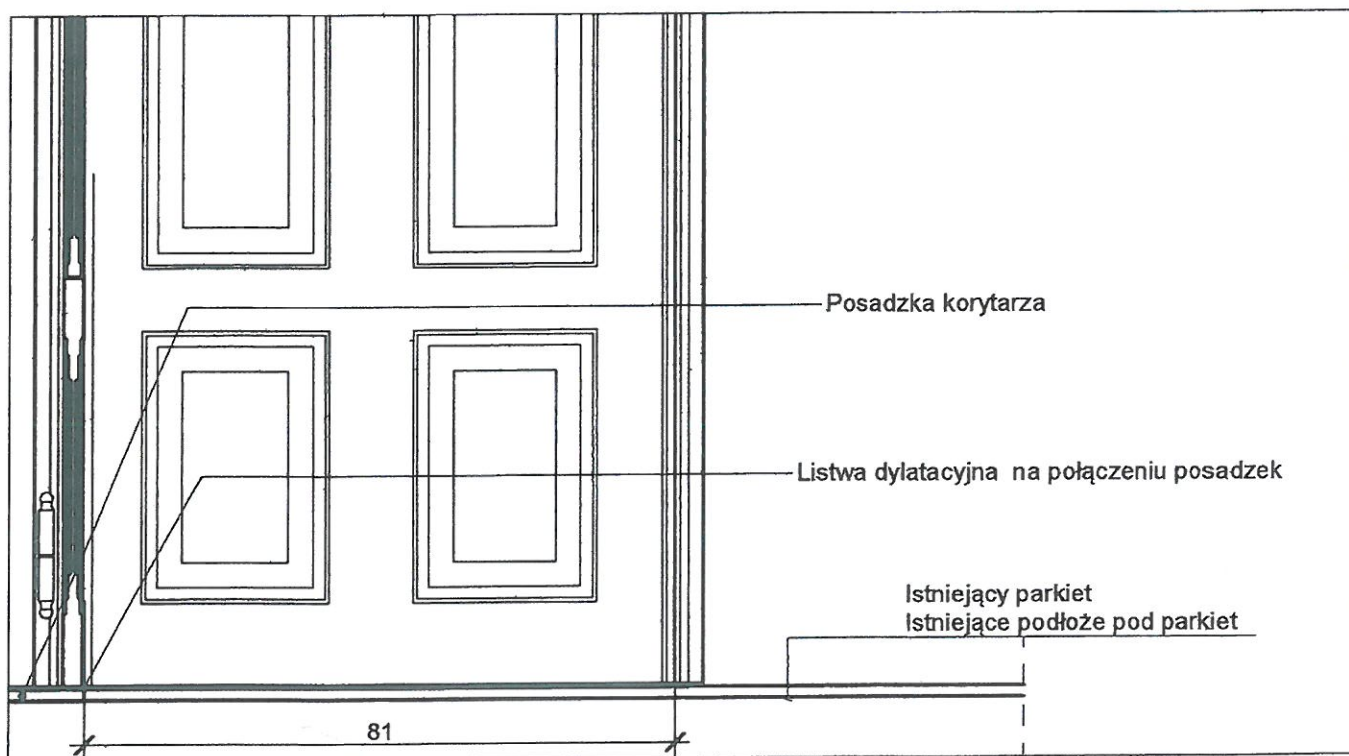 Posadzka korytarza
Listwa dylatacyjna na połączeniu posadzek
Istniejący parkiet
Istniejące podłoże pod parkiet
81